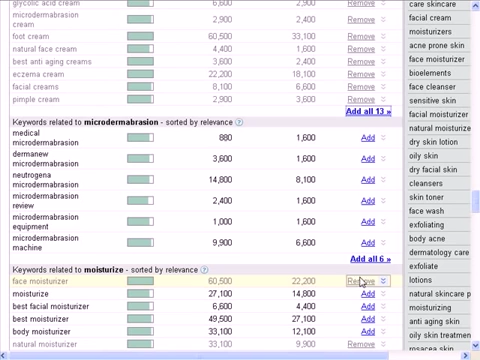 glycolic acid cream 6,600 2,900 Remove
microdermabrasion
cream 2,900 2,400 Remove
foot cream 60,500 33,100 Remove
natural face cream 4,400 1,600 Remove
best anti aging creams 3,600 2,400 Remove
eczema cream 22,200 18,100 Remove
facial creams 8,100 6,600 Remove
pimple cream 2,900 3,600 Remove
Add all 13 »
Keywords related to microdermabrasion - sorted by relevance ?
medical
microdermabrasion 880 1,600 Add
dermanew
microdermabrasion 3,600 1,600 Add
neutrogena
microdermabrasion 14,800 8,100 Add
microdermabrasion
review 2,400 1,600 Add
microdermabrasion
equipment 1,000 1,600 Add
microdermabrasion
machine 9,900 6,600 Add
Add all 6 »
Keywords related to moisturize - sorted by relevance ?
face moisturizer 60,500 22,200 Remove
moisturize 27,100 14,800 Add
best facial moisturizer 6,600 4,400 Add
best moisturizer 49,500 27,100 Add
body moisturizer 33,100 12,100 Add
natural moisturizer 33,100 9,900 Remove
care skincare
facial cream
moisturizers
acne prone skin
face moisturizer
bioelements
face cleanser
sensitive skin
facial moisturizer
natural moisturize
dry skin lotion
oily skin
dry facial skin
cleansers
skin toner
face wash
exfoliating
body acne
dermatology care
exfoliate
lotions
natural skincare p
moisturizing
anti aging skin
oily skin treatmen
rosacea skin